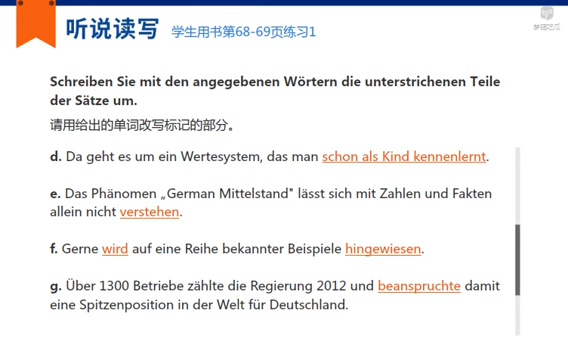 听说读写 学生用书第68-69页练习1
Schreiben Sie mit den angegebenen Wörtern die unterstrichenen Teile
der Sätze um.
请用给出的单词改写标记的部分。
d. Da geht es um ein Wertesystem, das man schon als Kind kennenlernt.
e. Das Phänomen „German Mittelstand" lässt sich mit Zahlen und Fakten
allein nicht verstehen.
f. Gerne wird auf eine Reihe bekannter Beispiele hingewiesen.
g. Über 1300 Betriebe zählte die Regierung 2012 und beanspruchte damit
eine Spitzenposition in der Welt für Deutschland.